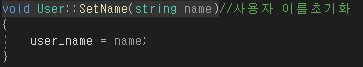 void User::SetName(string name)//사용자 이름초기화
{
user_name = name;
}